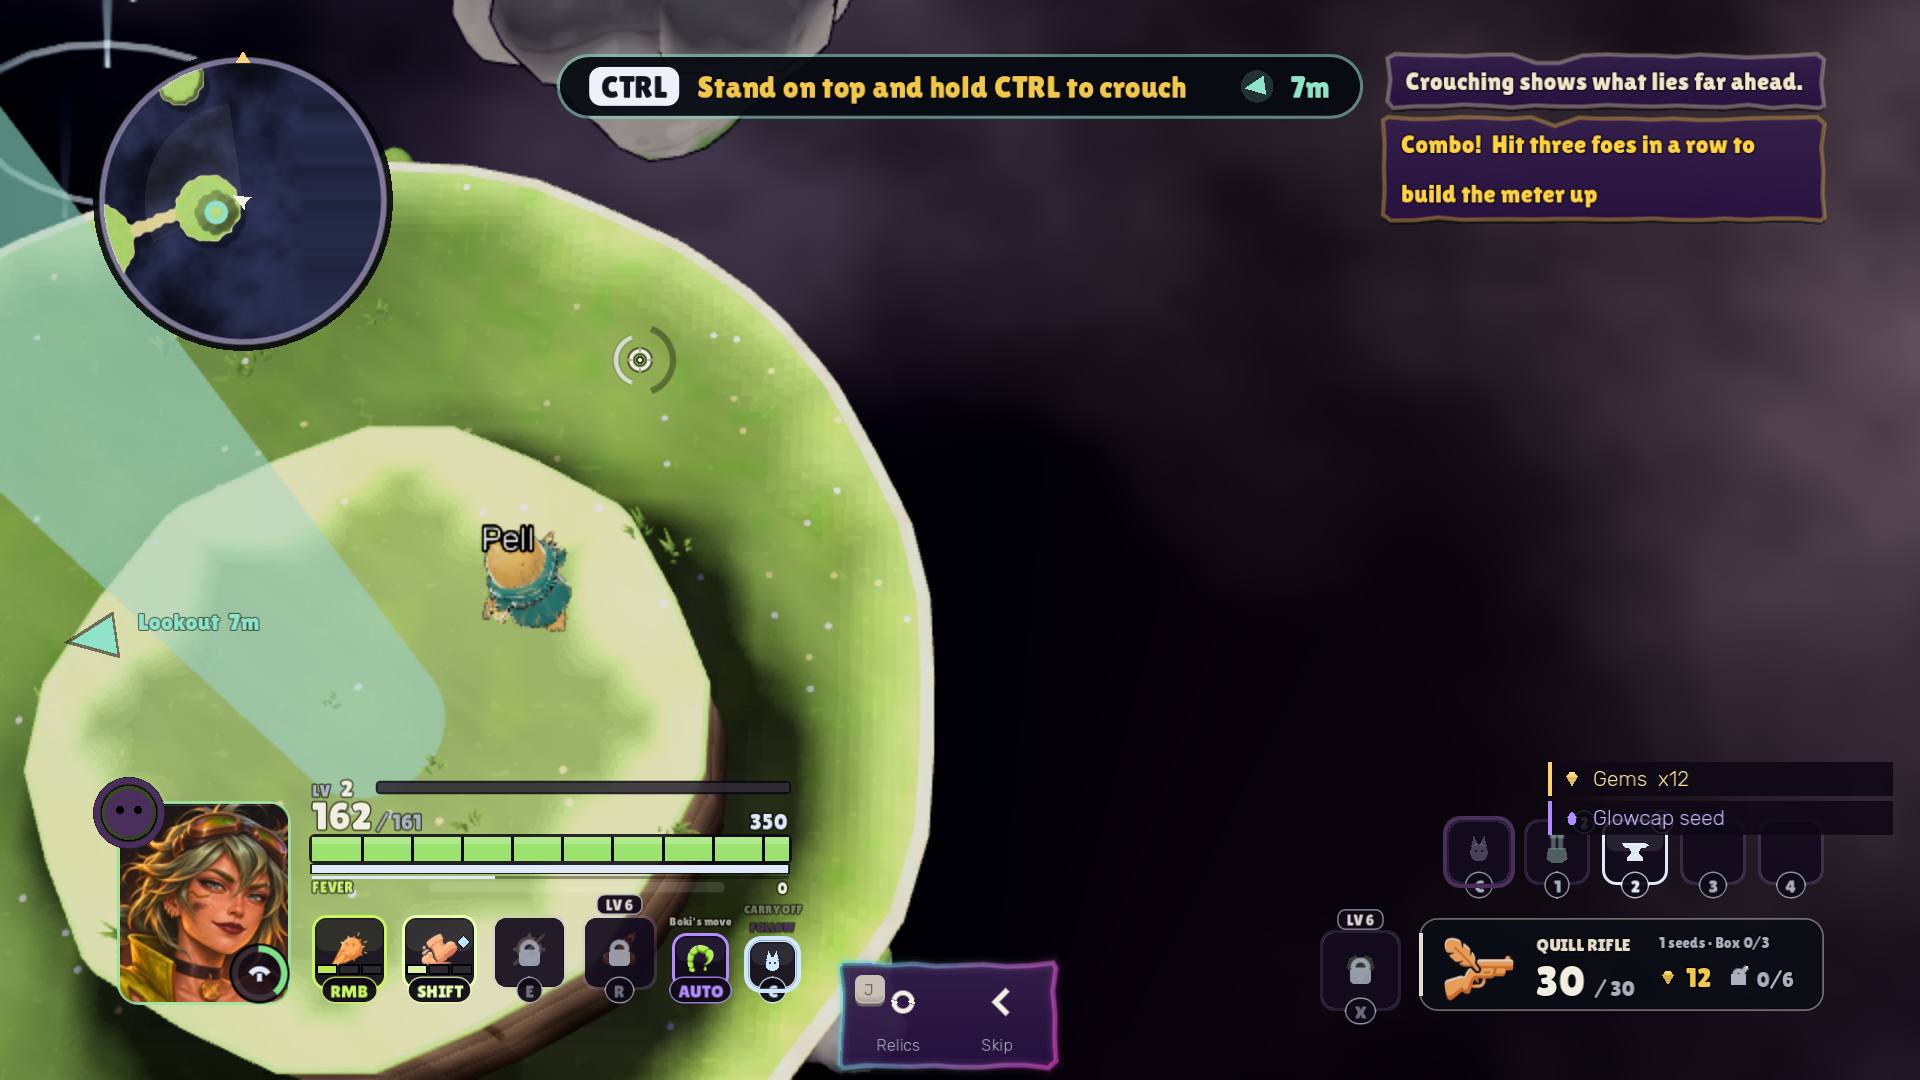 CTRL Stand on top and hold CTRL to crouch 7m
Crouching shows what lies far ahead.
Combo! Hit three foes in a row to
build the meter up
Pell
Lookout 7m
LV 2
162 / 161
350
FEVER
0
LV 6
Boki's move
CARRY OFF
FOLLOW
RMB
SHIFT
E
R
AUTO
C
J
Relics
Skip
Gems x12
Glowcap seed
C
1
2
3
4
LV 6
X
QUILL RIFLE
1 seeds · Box 0/3
30 / 30
12
0/6